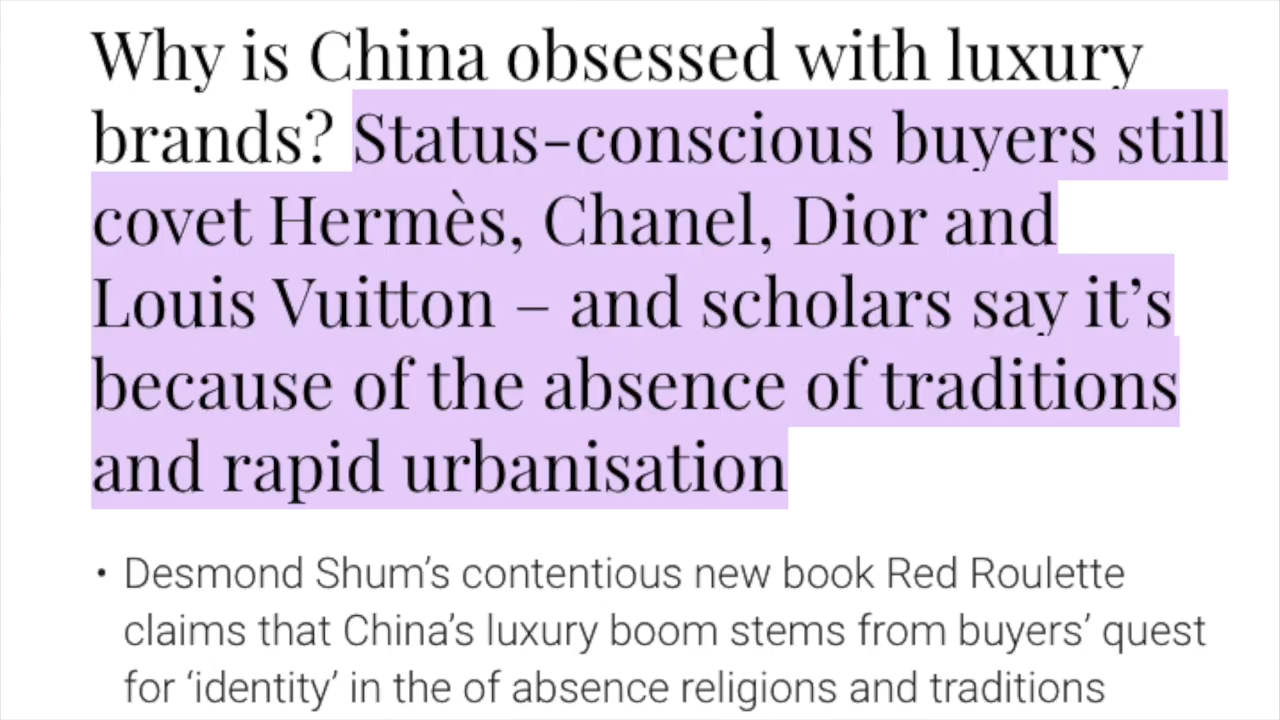 Why is China obsessed with luxury
brands? Status-conscious buyers still
covet Hermès, Chanel, Dior and
Louis Vuitton – and scholars say it’s
because of the absence of traditions
and rapid urbanisation
• Desmond Shum’s contentious new book Red Roulette
claims that China’s luxury boom stems from buyers’ quest
for ‘identity’ in the of absence religions and traditions